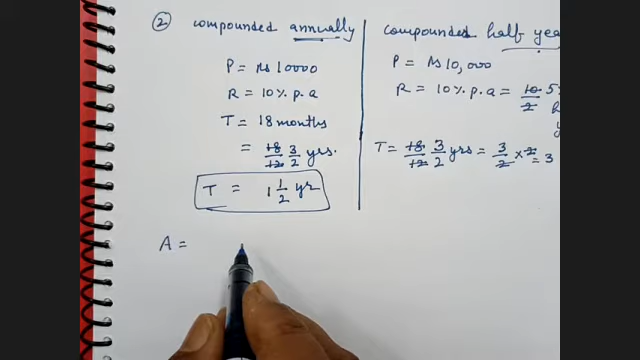 ② compounded annually
P = Rs 10000
R = 10% p.a
T = 18 months
= 18/12 3/2 yrs.
T = 1 1/2 yr
A =
compounded half yea
P = Rs 10,000
R = 10% p.a = 10/2 5%
T = 18/12 3/2 yrs = 3/2 × 2 = 3